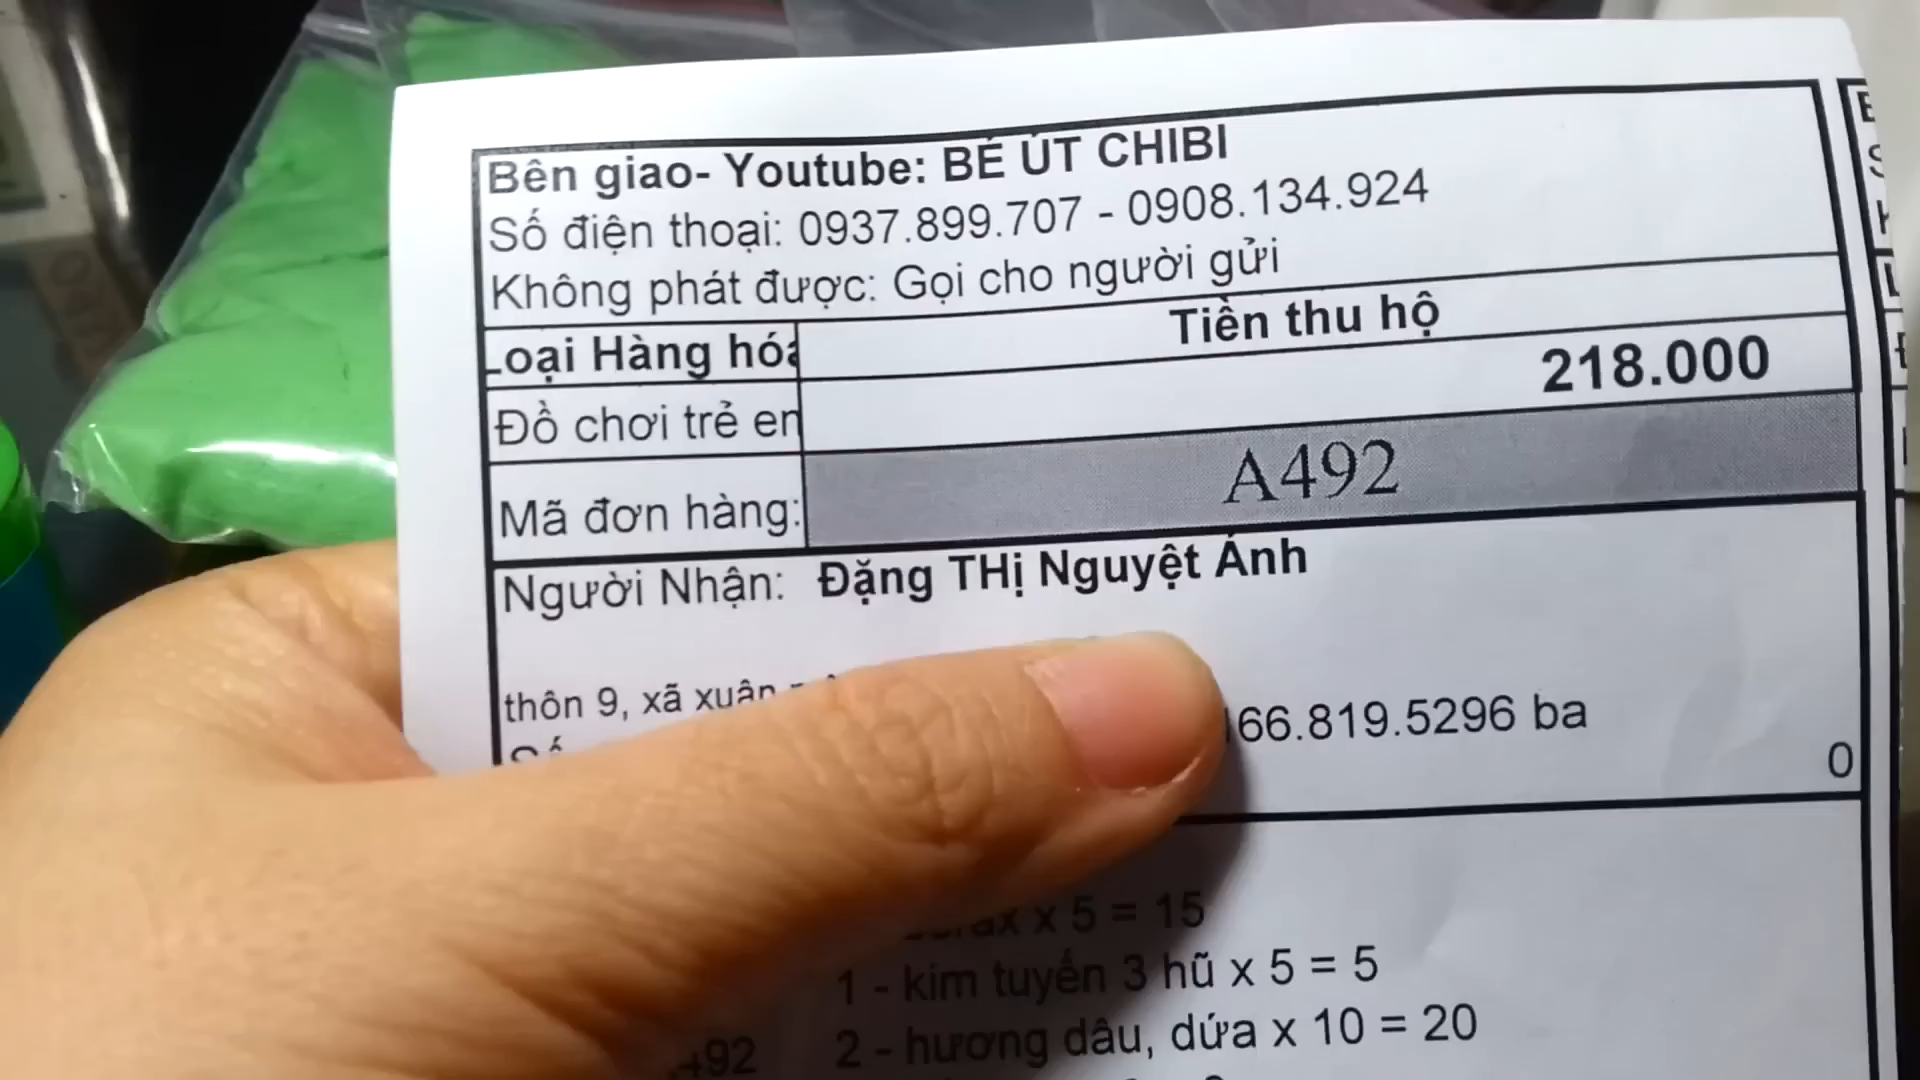 Bên giao- Youtube: BÉ ÚT CHIBI
Số điện thoại: 0937.899.707 - 0908.134.924
Không phát được: Gọi cho người gửi
Loại Hàng hóa
Tiền thu hộ
218.000
Đồ chơi trẻ em
Mã đơn hàng:
A492
Người Nhận: Đặng THị Nguyệt Ánh
thôn 9, xã xuân
66.819.5296 ba
0
x 5 = 15
1 - kim tuyến 3 hũ x 5 = 5
492
2 - hương dâu, dứa x 10 = 20